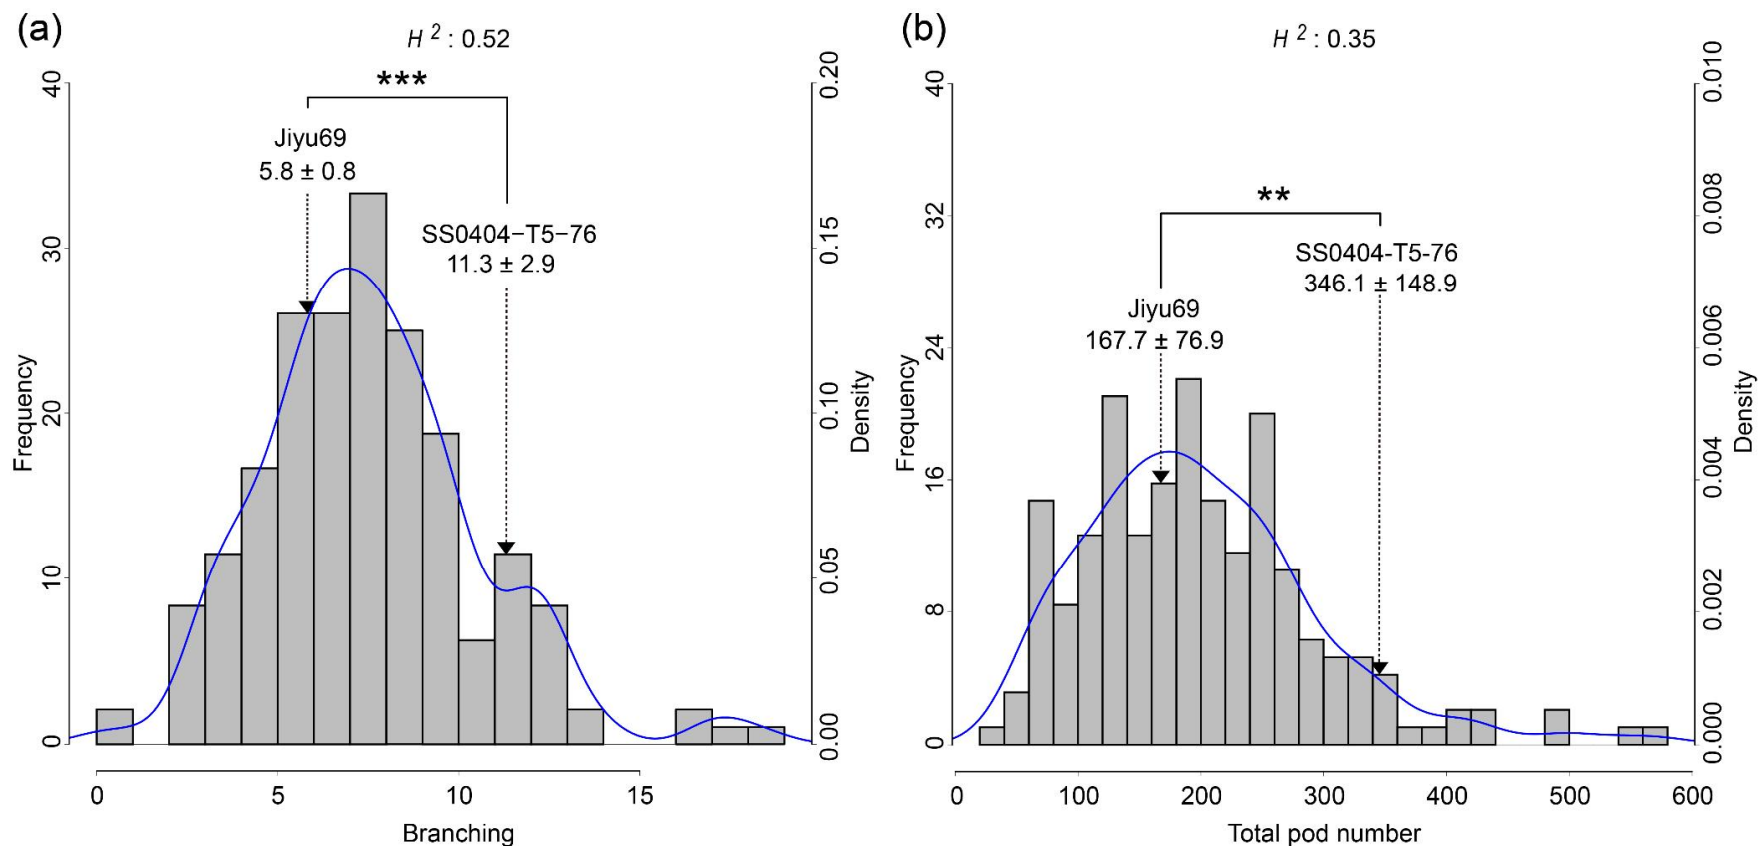 (a)
H 2 : 0.52
***
Jiyu69
5.8 ± 0.8
SS0404−T5−76
11.3 ± 2.9
Frequency
0
10
20
30
40
Density
0.00
0.05
0.10
0.15
0.20
0
5
10
15
Branching
(b)
H 2 : 0.35
**
SS0404-T5-76
346.1 ± 148.9
Jiyu69
167.7 ± 76.9
Frequency
0
8
16
24
32
40
Density
0.000
0.002
0.004
0.006
0.008
0.010
0
100
200
300
400
500
600
Total pod number